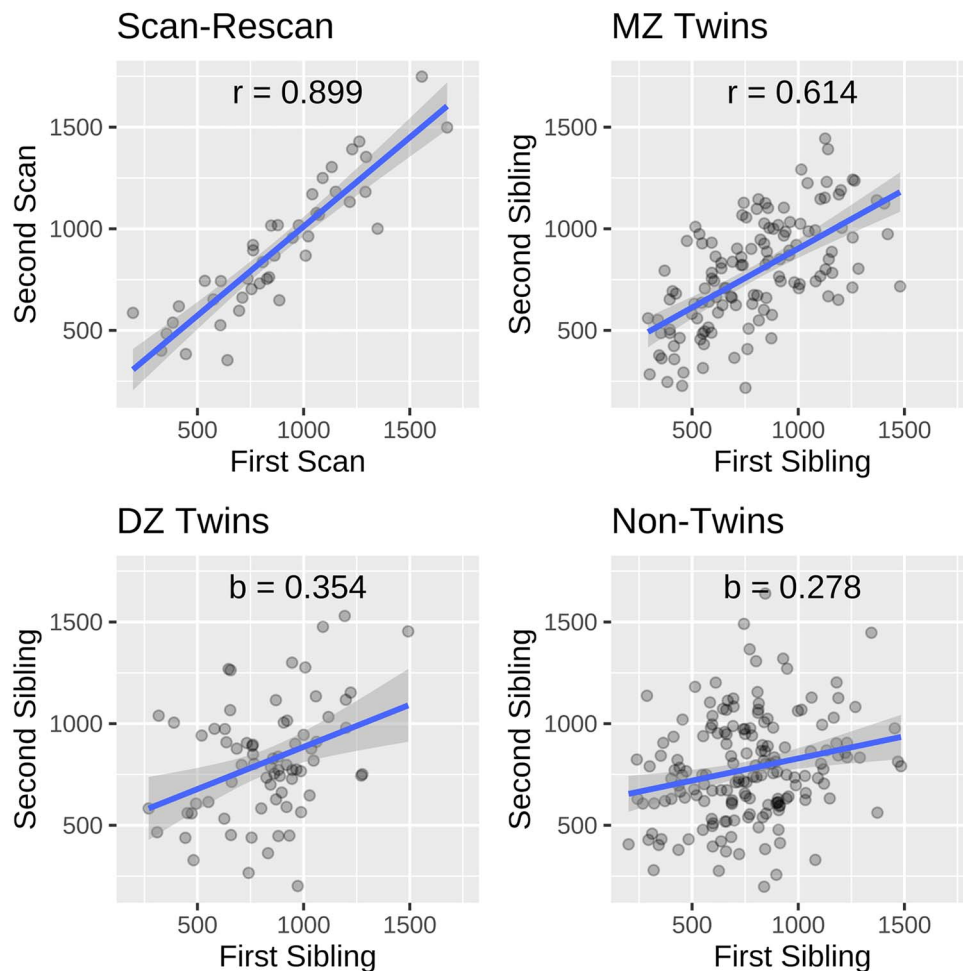 Scan-Rescan
r = 0.899
1500
1000
500
Second Scan
500 1000 1500
First Scan
MZ Twins
r = 0.614
1500
1000
500
Second Sibling
500 1000 1500
First Sibling
DZ Twins
b = 0.354
1500
1000
500
Second Sibling
500 1000 1500
First Sibling
Non-Twins
b = 0.278
1500
1000
500
Second Sibling
500 1000 1500
First Sibling